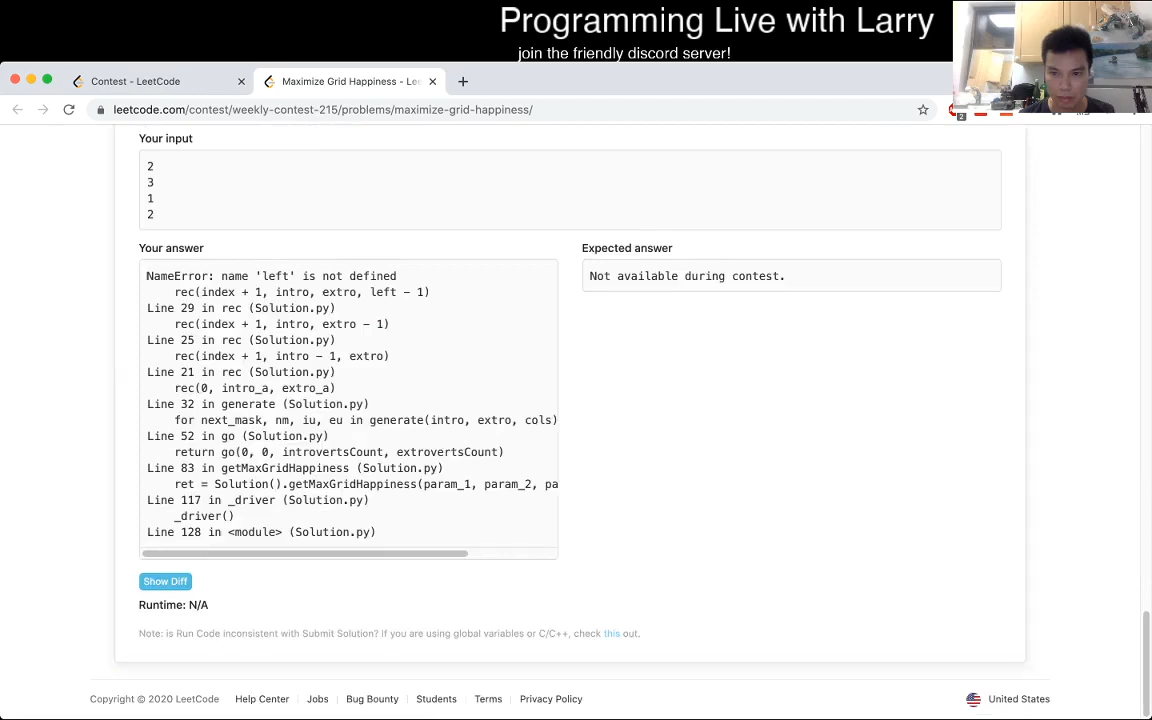 Programming Live with Larry
join the friendly discord server!
Contest - LeetCode
Maximize Grid Happiness - Lee
leetcode.com/contest/weekly-contest-215/problems/maximize-grid-happiness/
2
Your input
2
3
1
2
Your answer
Expected answer
NameError: name 'left' is not defined
rec(index + 1, intro, extro, left - 1)
Line 29 in rec (Solution.py)
rec(index + 1, intro, extro - 1)
Line 25 in rec (Solution.py)
rec(index + 1, intro - 1, extro)
Line 21 in rec (Solution.py)
rec(0, intro_a, extro_a)
Line 32 in generate (Solution.py)
for next_mask, nm, iu, eu in generate(intro, extro, cols)
Line 52 in go (Solution.py)
return go(0, 0, introvertsCount, extrovertsCount)
Line 83 in getMaxGridHappiness (Solution.py)
ret = Solution().getMaxGridHappiness(param_1, param_2, pa
Line 117 in _driver (Solution.py)
_driver()
Line 128 in <module> (Solution.py)
Not available during contest.
Show Diff
Runtime: N/A
Note: is Run Code inconsistent with Submit Solution? If you are using global variables or C/C++, check this out.
Copyright © 2020 LeetCode
Help Center
Jobs
Bug Bounty
Students
Terms
Privacy Policy
United States